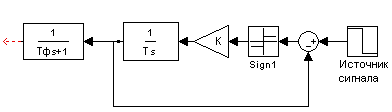 1
Tфs+1
1
Ts
K
Sign1
-
+
Источник
сигнала